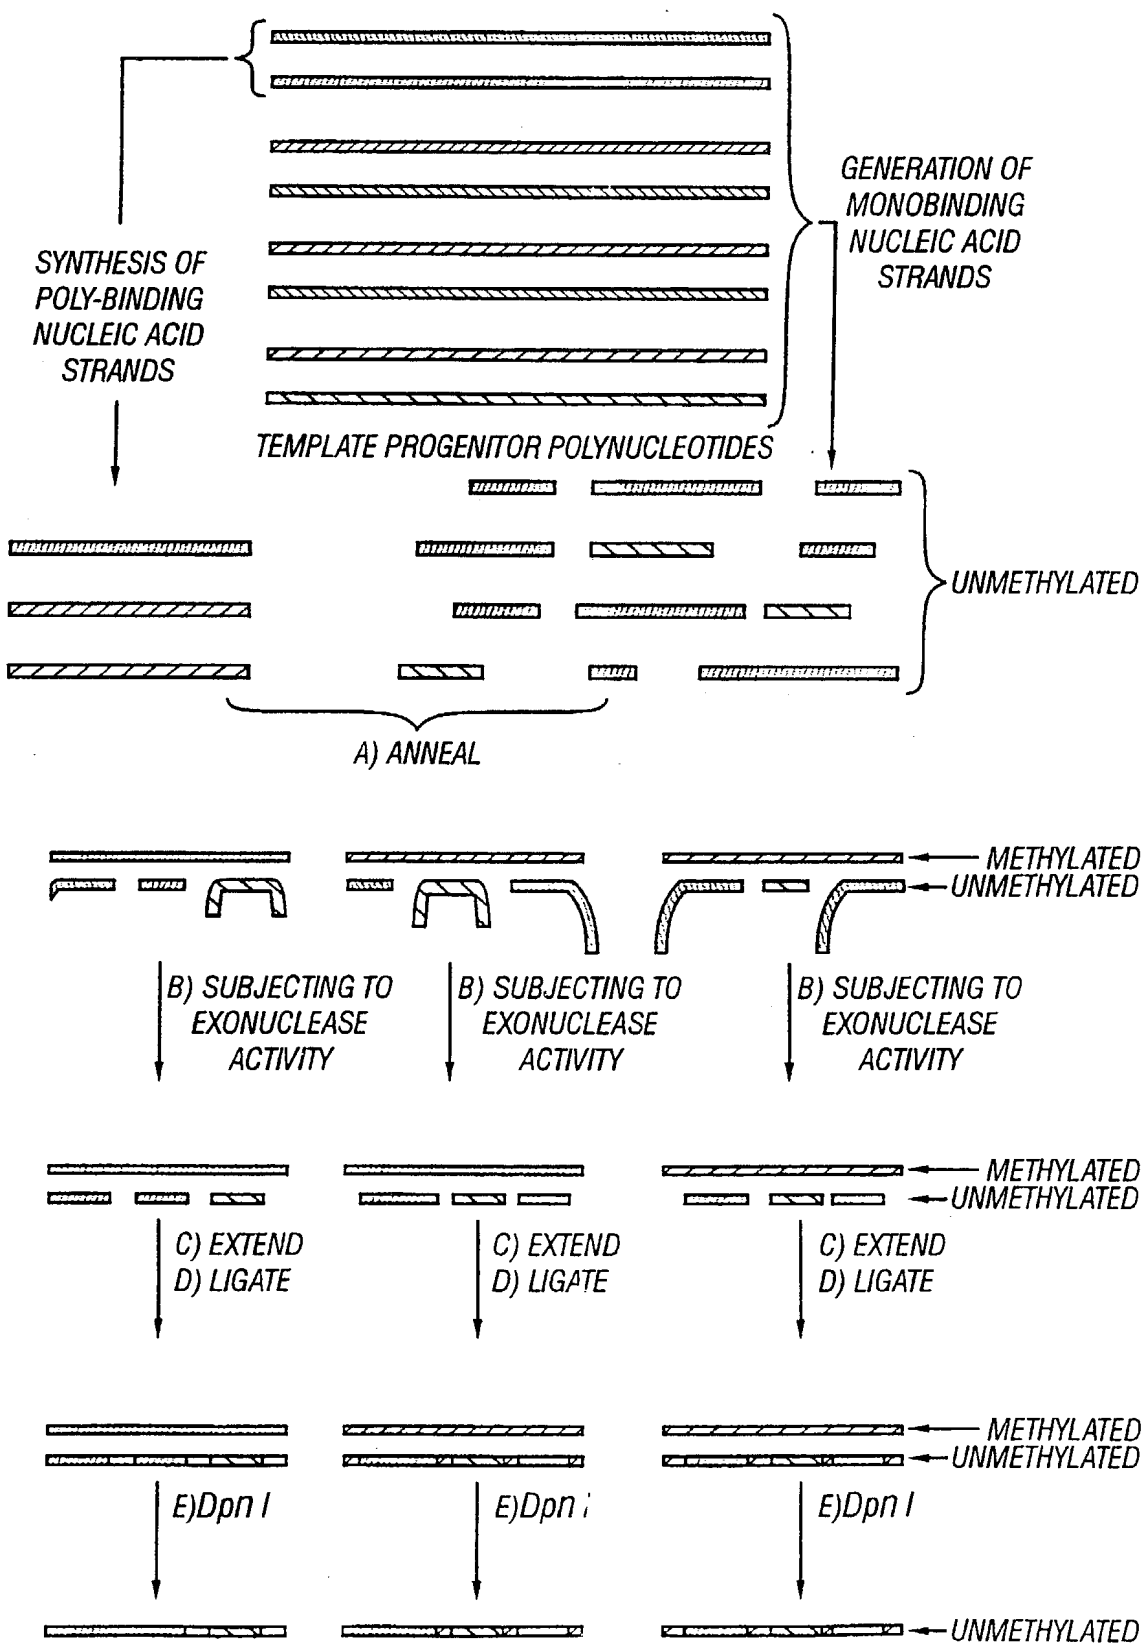 GENERATION OF
MONOBINDING
NUCLEIC ACID
STRANDS
SYNTHESIS OF
POLY-BINDING
NUCLEIC ACID
STRANDS
TEMPLATE PROGENITOR POLYNUCLEOTIDES
UNMETHYLATED
A) ANNEAL
METHYLATED
UNMETHYLATED
B) SUBJECTING TO
EXONUCLEASE
ACTIVITY
B) SUBJECTING TO
EXONUCLEASE
ACTIVITY
B) SUBJECTING TO
EXONUCLEASE
ACTIVITY
METHYLATED
UNMETHYLATED
C) EXTEND
D) LIGATE
C) EXTEND
D) LIGATE
C) EXTEND
D) LIGATE
METHYLATED
UNMETHYLATED
E)Dpn I
E)Dpn I
E)Dpn I
UNMETHYLATED